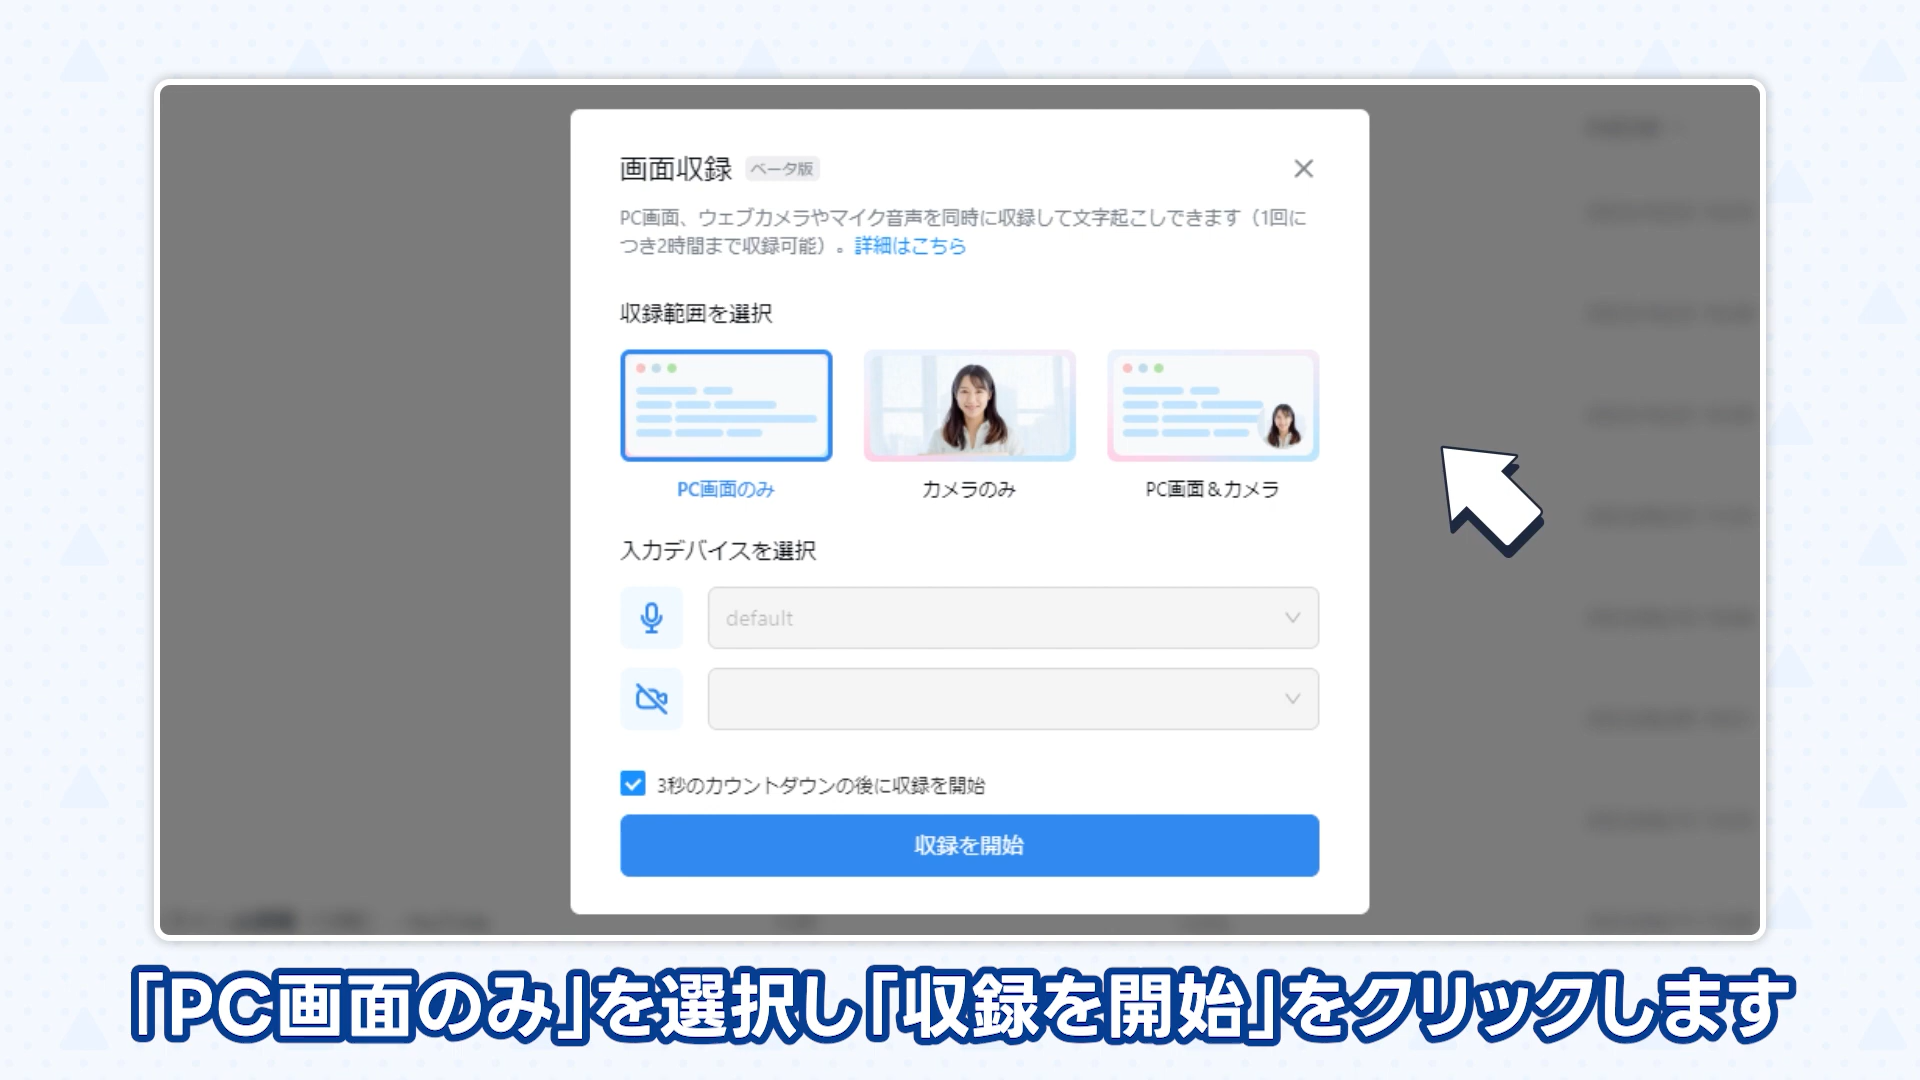 画面収録 ベータ版
PC画面、ウェブカメラやマイク音声を同時に収録して文字起こしできます（1回に
つき2時間まで収録可能）。詳細はこちら
収録範囲を選択
PC画面のみ カメラのみ PC画面＆カメラ
入力デバイスを選択
default
3秒のカウントダウンの後に収録を開始
収録を開始
「PC画面のみ」を選択し「収録を開始」をクリックします